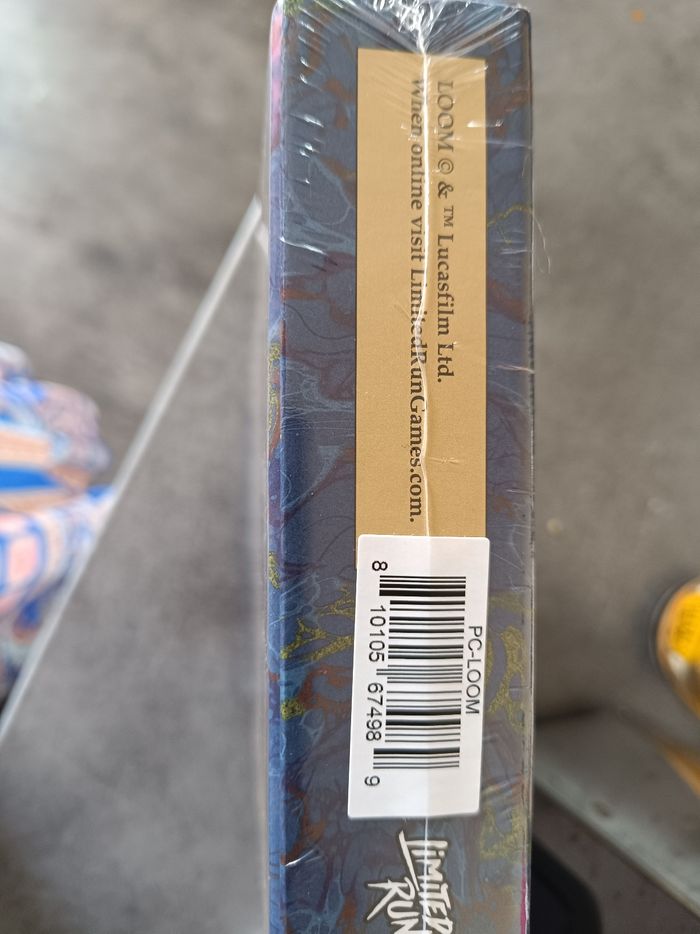 LOOM © & ™ Lucasfilm Ltd.
When online visit LimitedRunGames.com.
PC-LOOM
8 10105 67498 9
LIMITED
RUN